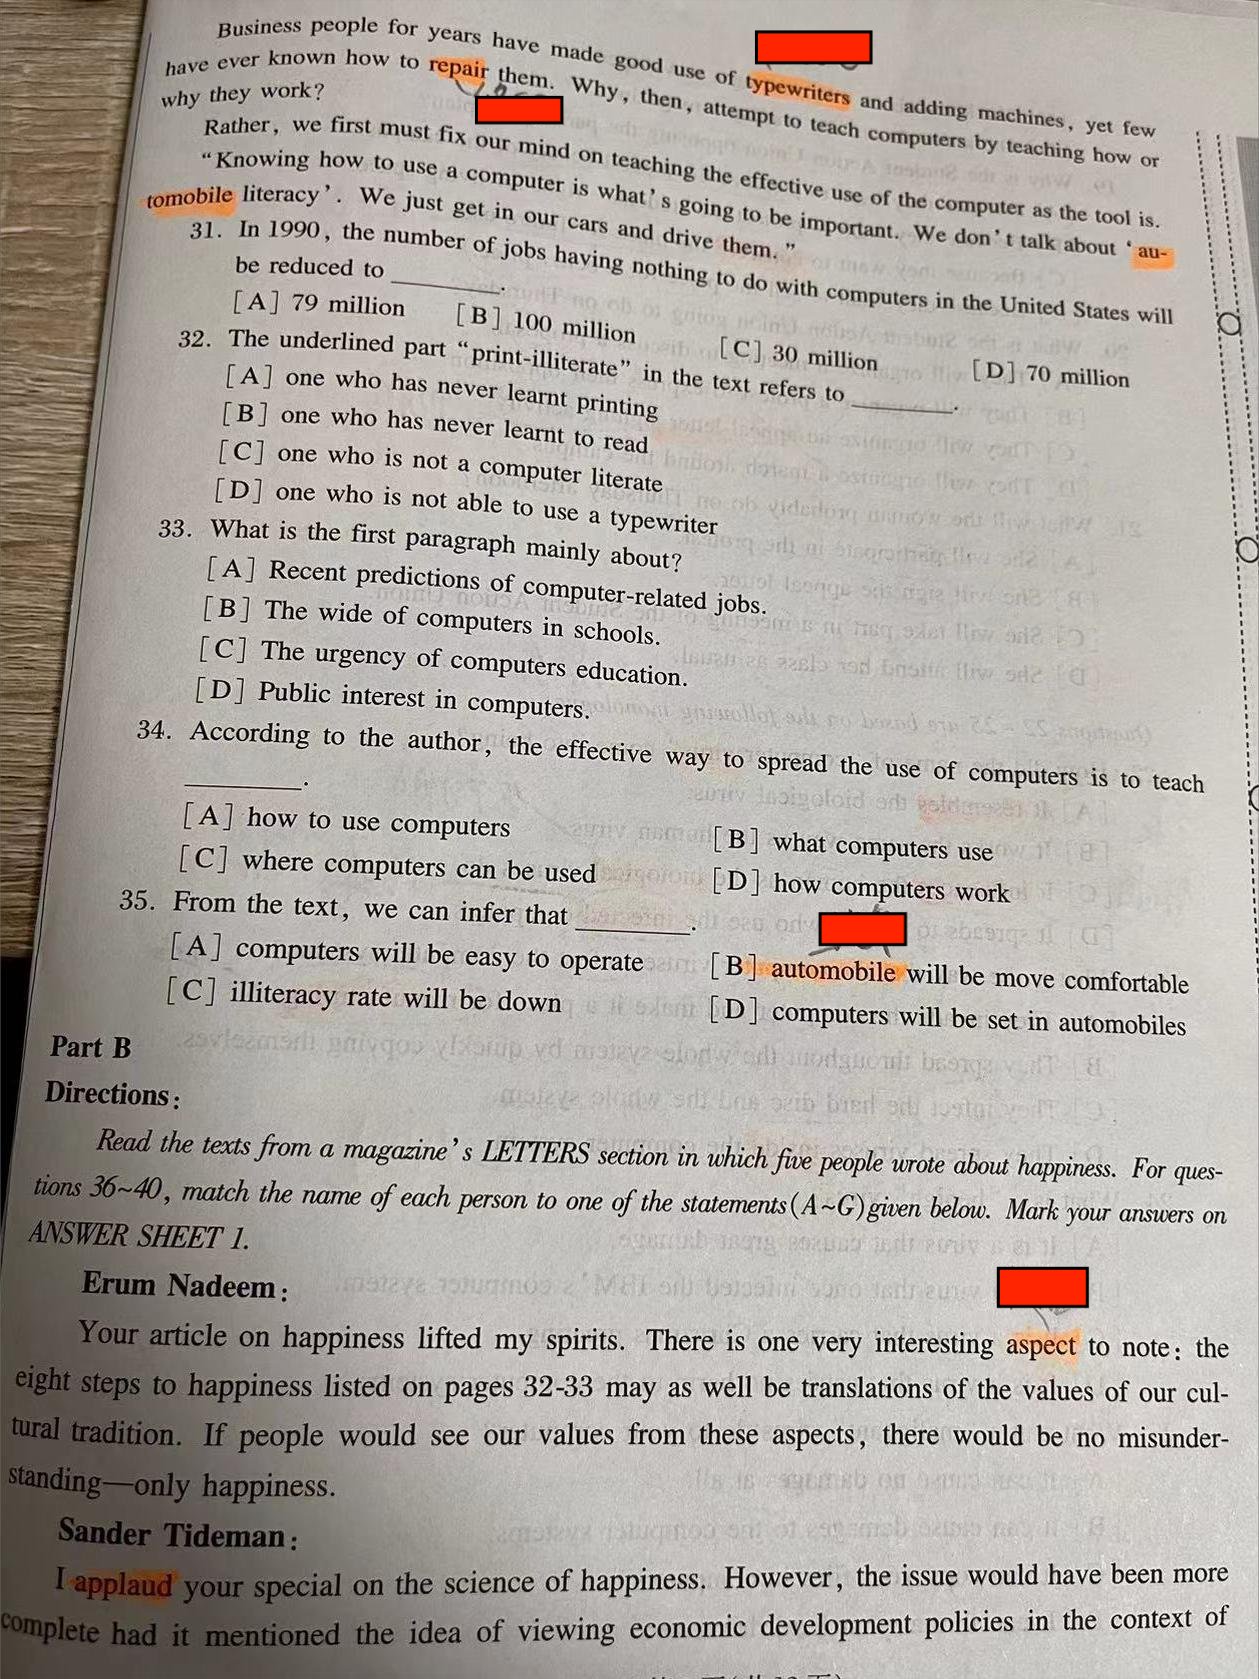 Business people for years have made good use of typewriters and adding machines, yet few
have ever known how to repair them. Why, then, attempt to teach computers by teaching how or
why they work?
Rather, we first must fix our mind on teaching the effective use of the computer as the tool is.
“Knowing how to use a computer is what's going to be important. We don't talk about ‘au-
tomobile literacy’. We just get in our cars and drive them.”
31. In 1990, the number of jobs having nothing to do with computers in the United States will
be reduced to ________.
[A] 79 million [B] 100 million [C] 30 million [D] 70 million
32. The underlined part “print-illiterate” in the text refers to ________.
[A] one who has never learnt printing
[B] one who has never learnt to read
[C] one who is not a computer literate
[D] one who is not able to use a typewriter
33. What is the first paragraph mainly about?
[A] Recent predictions of computer-related jobs.
[B] The wide of computers in schools.
[C] The urgency of computers education.
[D] Public interest in computers.
34. According to the author, the effective way to spread the use of computers is to teach
________.
[A] how to use computers [B] what computers use
[C] where computers can be used [D] how computers work
35. From the text, we can infer that ________.
[A] computers will be easy to operate [B] automobile will be move comfortable
[C] illiteracy rate will be down [D] computers will be set in automobiles
Part B
Directions:
Read the texts from a magazine's LETTERS section in which five people wrote about happiness. For ques-
tions 36~40, match the name of each person to one of the statements(A~G)given below. Mark your answers on
ANSWER SHEET 1.
Erum Nadeem:
Your article on happiness lifted my spirits. There is one very interesting aspect to note: the
eight steps to happiness listed on pages 32-33 may as well be translations of the values of our cul-
tural tradition. If people would see our values from these aspects, there would be no misunder-
standing—only happiness.
Sander Tideman:
I applaud your special on the science of happiness. However, the issue would have been more
complete had it mentioned the idea of viewing economic development policies in the context of